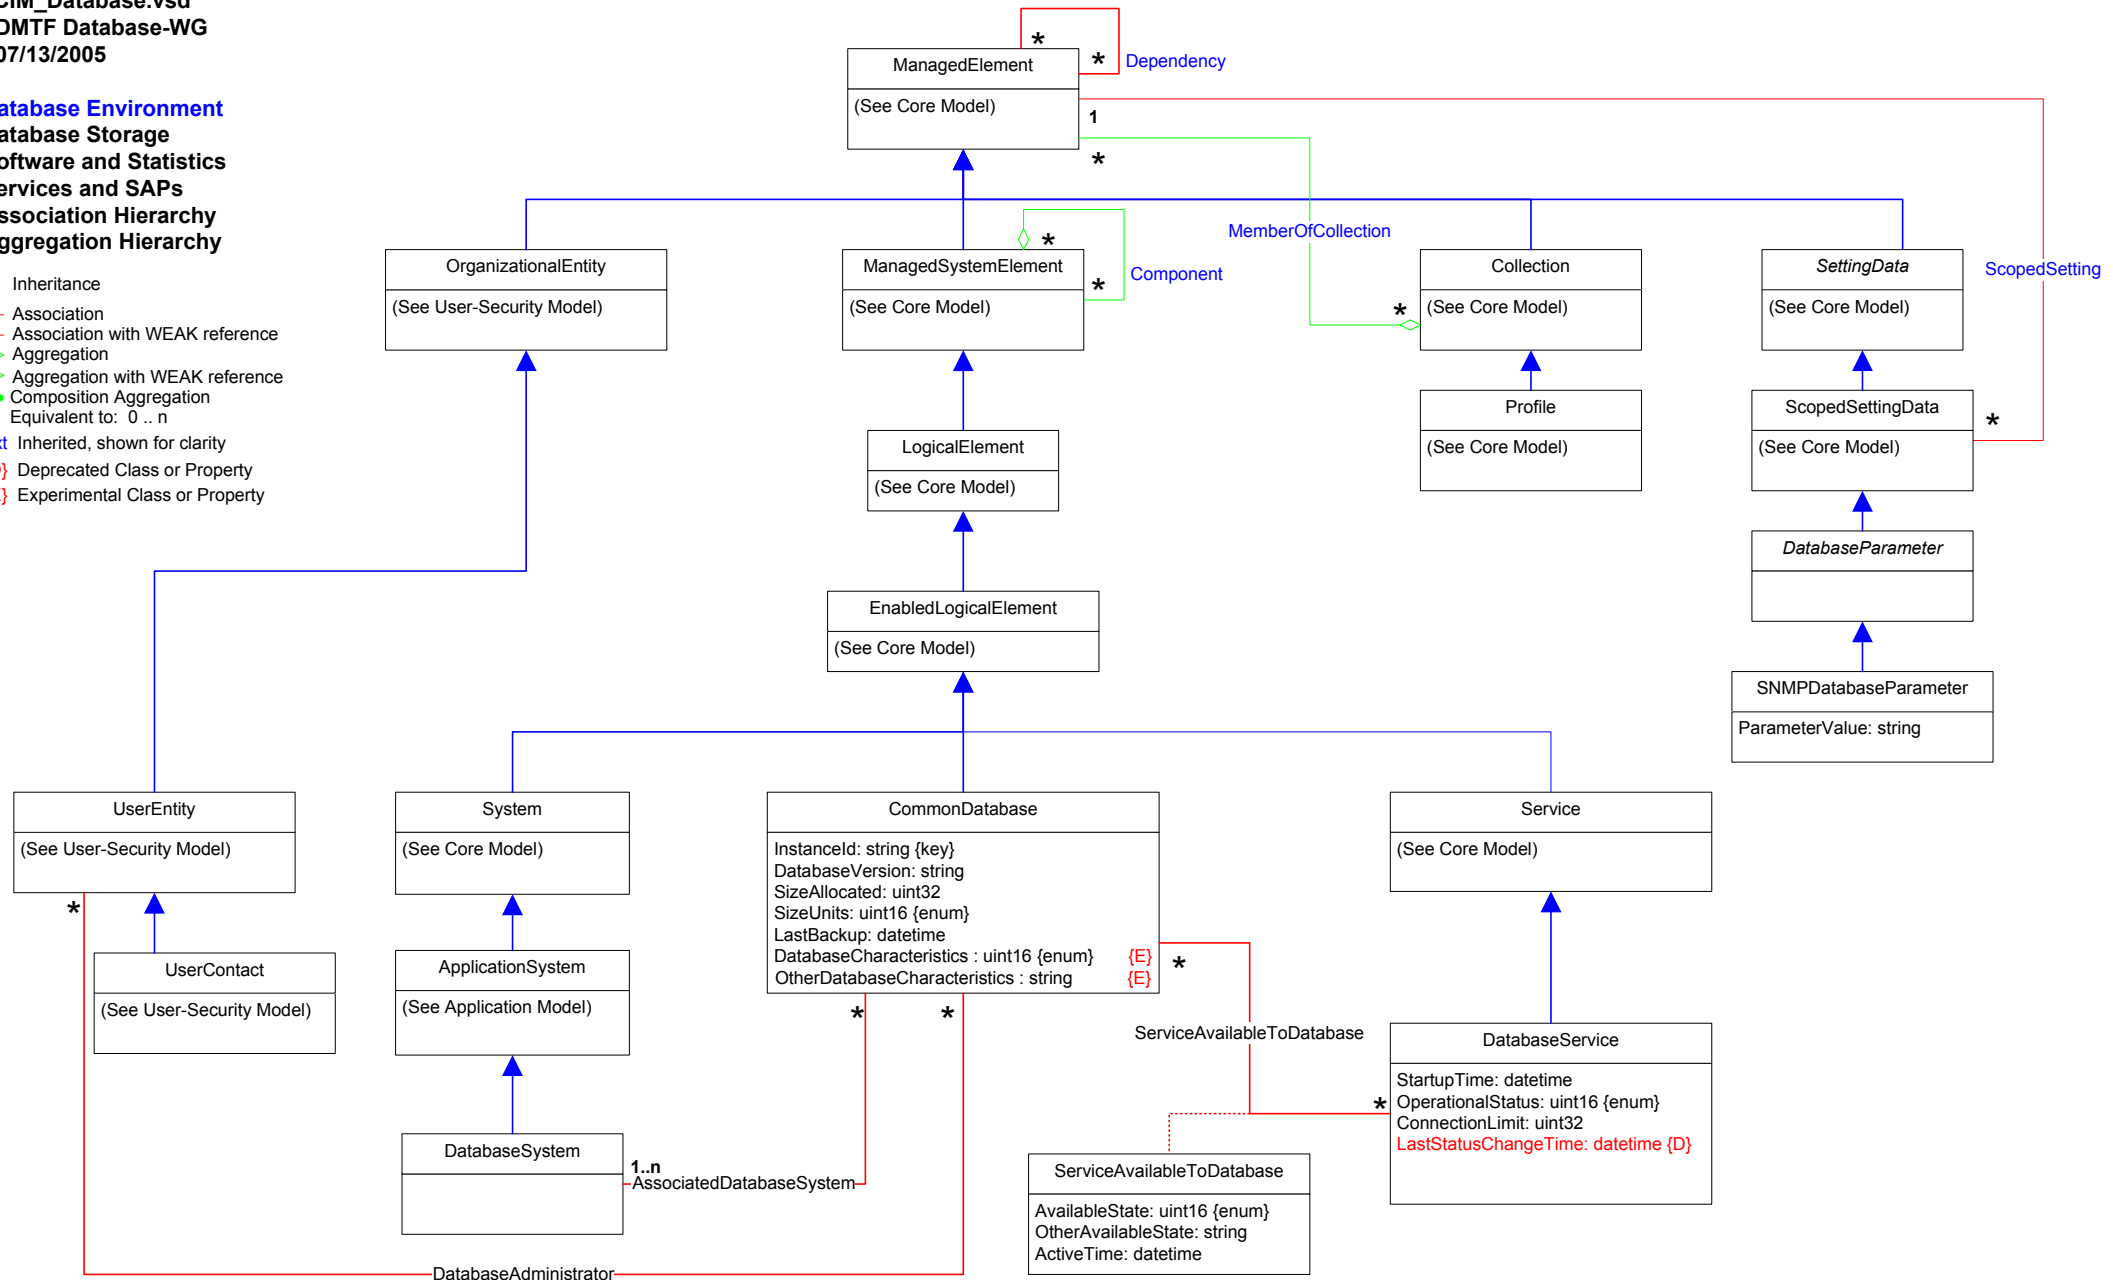 CIM_Database.vsd
DMTF Database-WG
07/13/2005
atabase Environment
atabase Storage
oftware and Statistics
ervices and SAPs
ssociation Hierarchy
ggregation Hierarchy
Inheritance
Association
Association with WEAK reference
Aggregation
Aggregation with WEAK reference
Composition Aggregation
Equivalent to: 0 .. n
xt Inherited, shown for clarity
} Deprecated Class or Property
} Experimental Class or Property
ManagedElement
(See Core Model)
*
*
Dependency
1
*
OrganizationalEntity
(See User-Security Model)
ManagedSystemElement
(See Core Model)
*
*
Component
MemberOfCollection
*
Collection
(See Core Model)
SettingData
(See Core Model)
ScopedSetting
Profile
(See Core Model)
ScopedSettingData
(See Core Model)
*
LogicalElement
(See Core Model)
DatabaseParameter
EnabledLogicalElement
(See Core Model)
SNMPDatabaseParameter
ParameterValue: string
UserEntity
(See User-Security Model)
*
System
(See Core Model)
CommonDatabase
InstanceId: string {key}
DatabaseVersion: string
SizeAllocated: uint32
SizeUnits: uint16 {enum}
LastBackup: datetime
DatabaseCharacteristics : uint16 {enum} {E}
OtherDatabaseCharacteristics : string {E}
*
*
*
Service
(See Core Model)
UserContact
(See User-Security Model)
ApplicationSystem
(See Application Model)
ServiceAvailableToDatabase
DatabaseService
StartupTime: datetime
OperationalStatus: uint16 {enum}
ConnectionLimit: uint32
LastStatusChangeTime: datetime {D}
*
DatabaseSystem
1..n
AssociatedDatabaseSystem
ServiceAvailableToDatabase
AvailableState: uint16 {enum}
OtherAvailableState: string
ActiveTime: datetime
DatabaseAdministrator